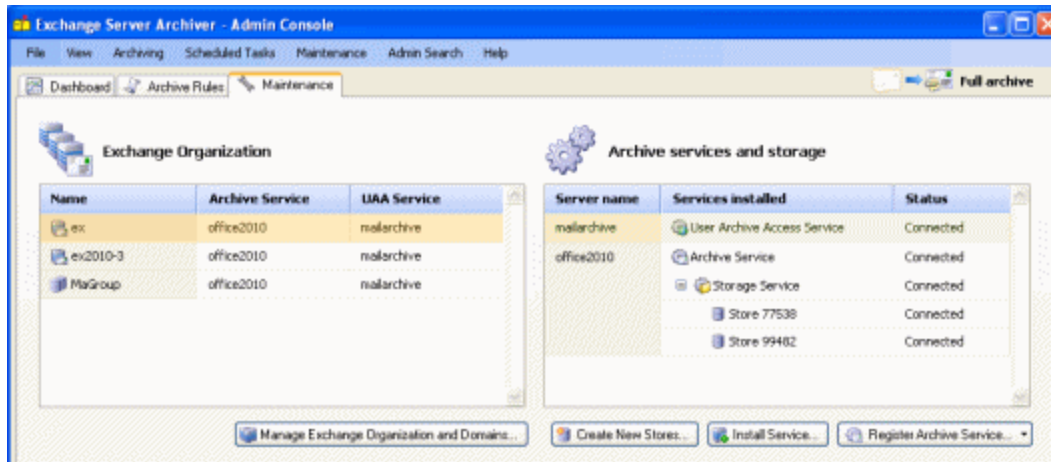 Exchange Server Archiver - Admin Console
File View Archiving Scheduled Tasks Maintenance Admin Search Help
Dashboard Archive Rules Maintenance Full archive
Exchange Organization
Name Archive Service UAA Service
ex office2010 mailarchive
ex2010-3 office2010 mailarchive
MaGroup office2010 mailarchive
Manage Exchange Organization and Domains...
Archive services and storage
Server name Services installed Status
mailarchive User Archive Access Service Connected
office2010 Archive Service Connected
Storage Service Connected
Store 77538 Connected
Store 99482 Connected
Create New Stores... Install Service... Register Archive Service...